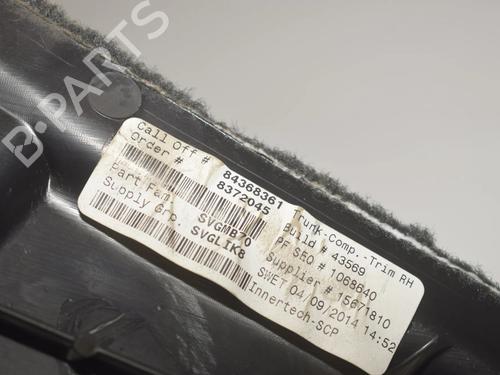 B-PARTS
Call Off # 84368361
Order # 8372045
Part Fam SVGMB70
Supply Grp. SVGLIK8
Trunk.Comp.-Trim RH
Build # 43569
PF SEQ # 1068640
Supplier # 15671810
SWET 04/09/2014 14:52
Innertech-SCP